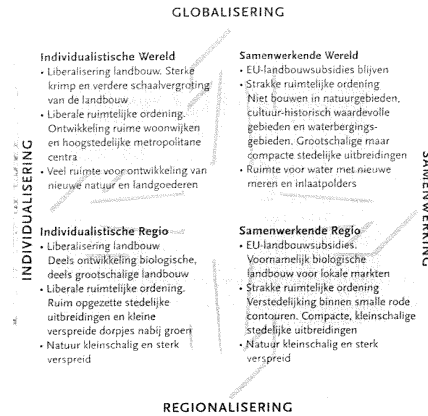 GLOBALISERING
Individualistische Wereld
• Liberalisering landbouw. Sterke
krimp en verdere schaalvergroting
van de landbouw
• Liberale ruimtelijke ordening.
Ontwikkeling ruime woonwijken
en hoogstedelijke metropolitane
centra
• Veel ruimte voor ontwikkeling van
nieuwe natuur en landgoederen
Samenwerkende Wereld
• EU-landbouwsubsidies blijven
• Strakke ruimtelijke ordening
Niet bouwen in natuurgebieden,
cultuur-historisch waardevolle
gebieden en waterbergings-
gebieden. Grootschalige maar
compacte stedelijke uitbreidingen
• Ruimte voor water met nieuwe
meren en inlaatpolders
INDIVIDUALISERING
SAMENWERKING
Individualistische Regio
• Liberalisering landbouw
Deels ontwikkeling biologische,
deels grootschalige landbouw
• Liberale ruimtelijke ordening.
Ruim opgezette stedelijke
uitbreidingen en kleine
verspreide dorpjes nabij groen
• Natuur kleinschalig en sterk
verspreid
Samenwerkende Regio
• EU-landbouwsubsidies.
Voornamelijk biologische
landbouw voor lokale markten
• Strakke ruimtelijke ordening
Verstedelijking binnen smalle rode
contouren. Compacte, kleinschalige
stedelijke uitbreidingen
• Natuur kleinschalig en sterk
verspreid
REGIONALISERING